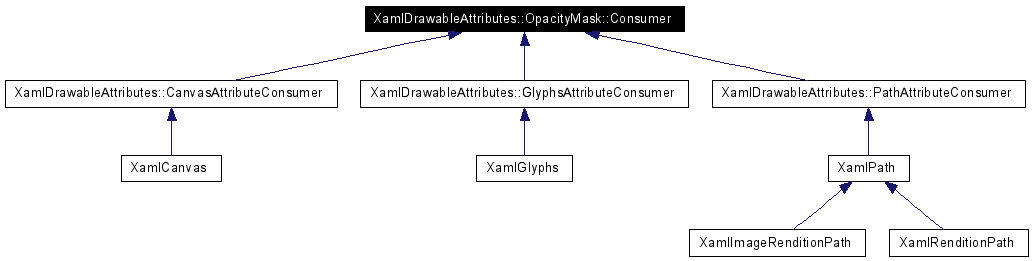 XamlDrawableAttributes::OpacityMask::Consumer
XamlDrawableAttributes::CanvasAttributeConsumer
XamlDrawableAttributes::GlyphsAttributeConsumer
XamlDrawableAttributes::PathAttributeConsumer
XamlCanvas
XamlGlyphs
XamlPath
XamlImageRenditionPath
XamlRenditionPath